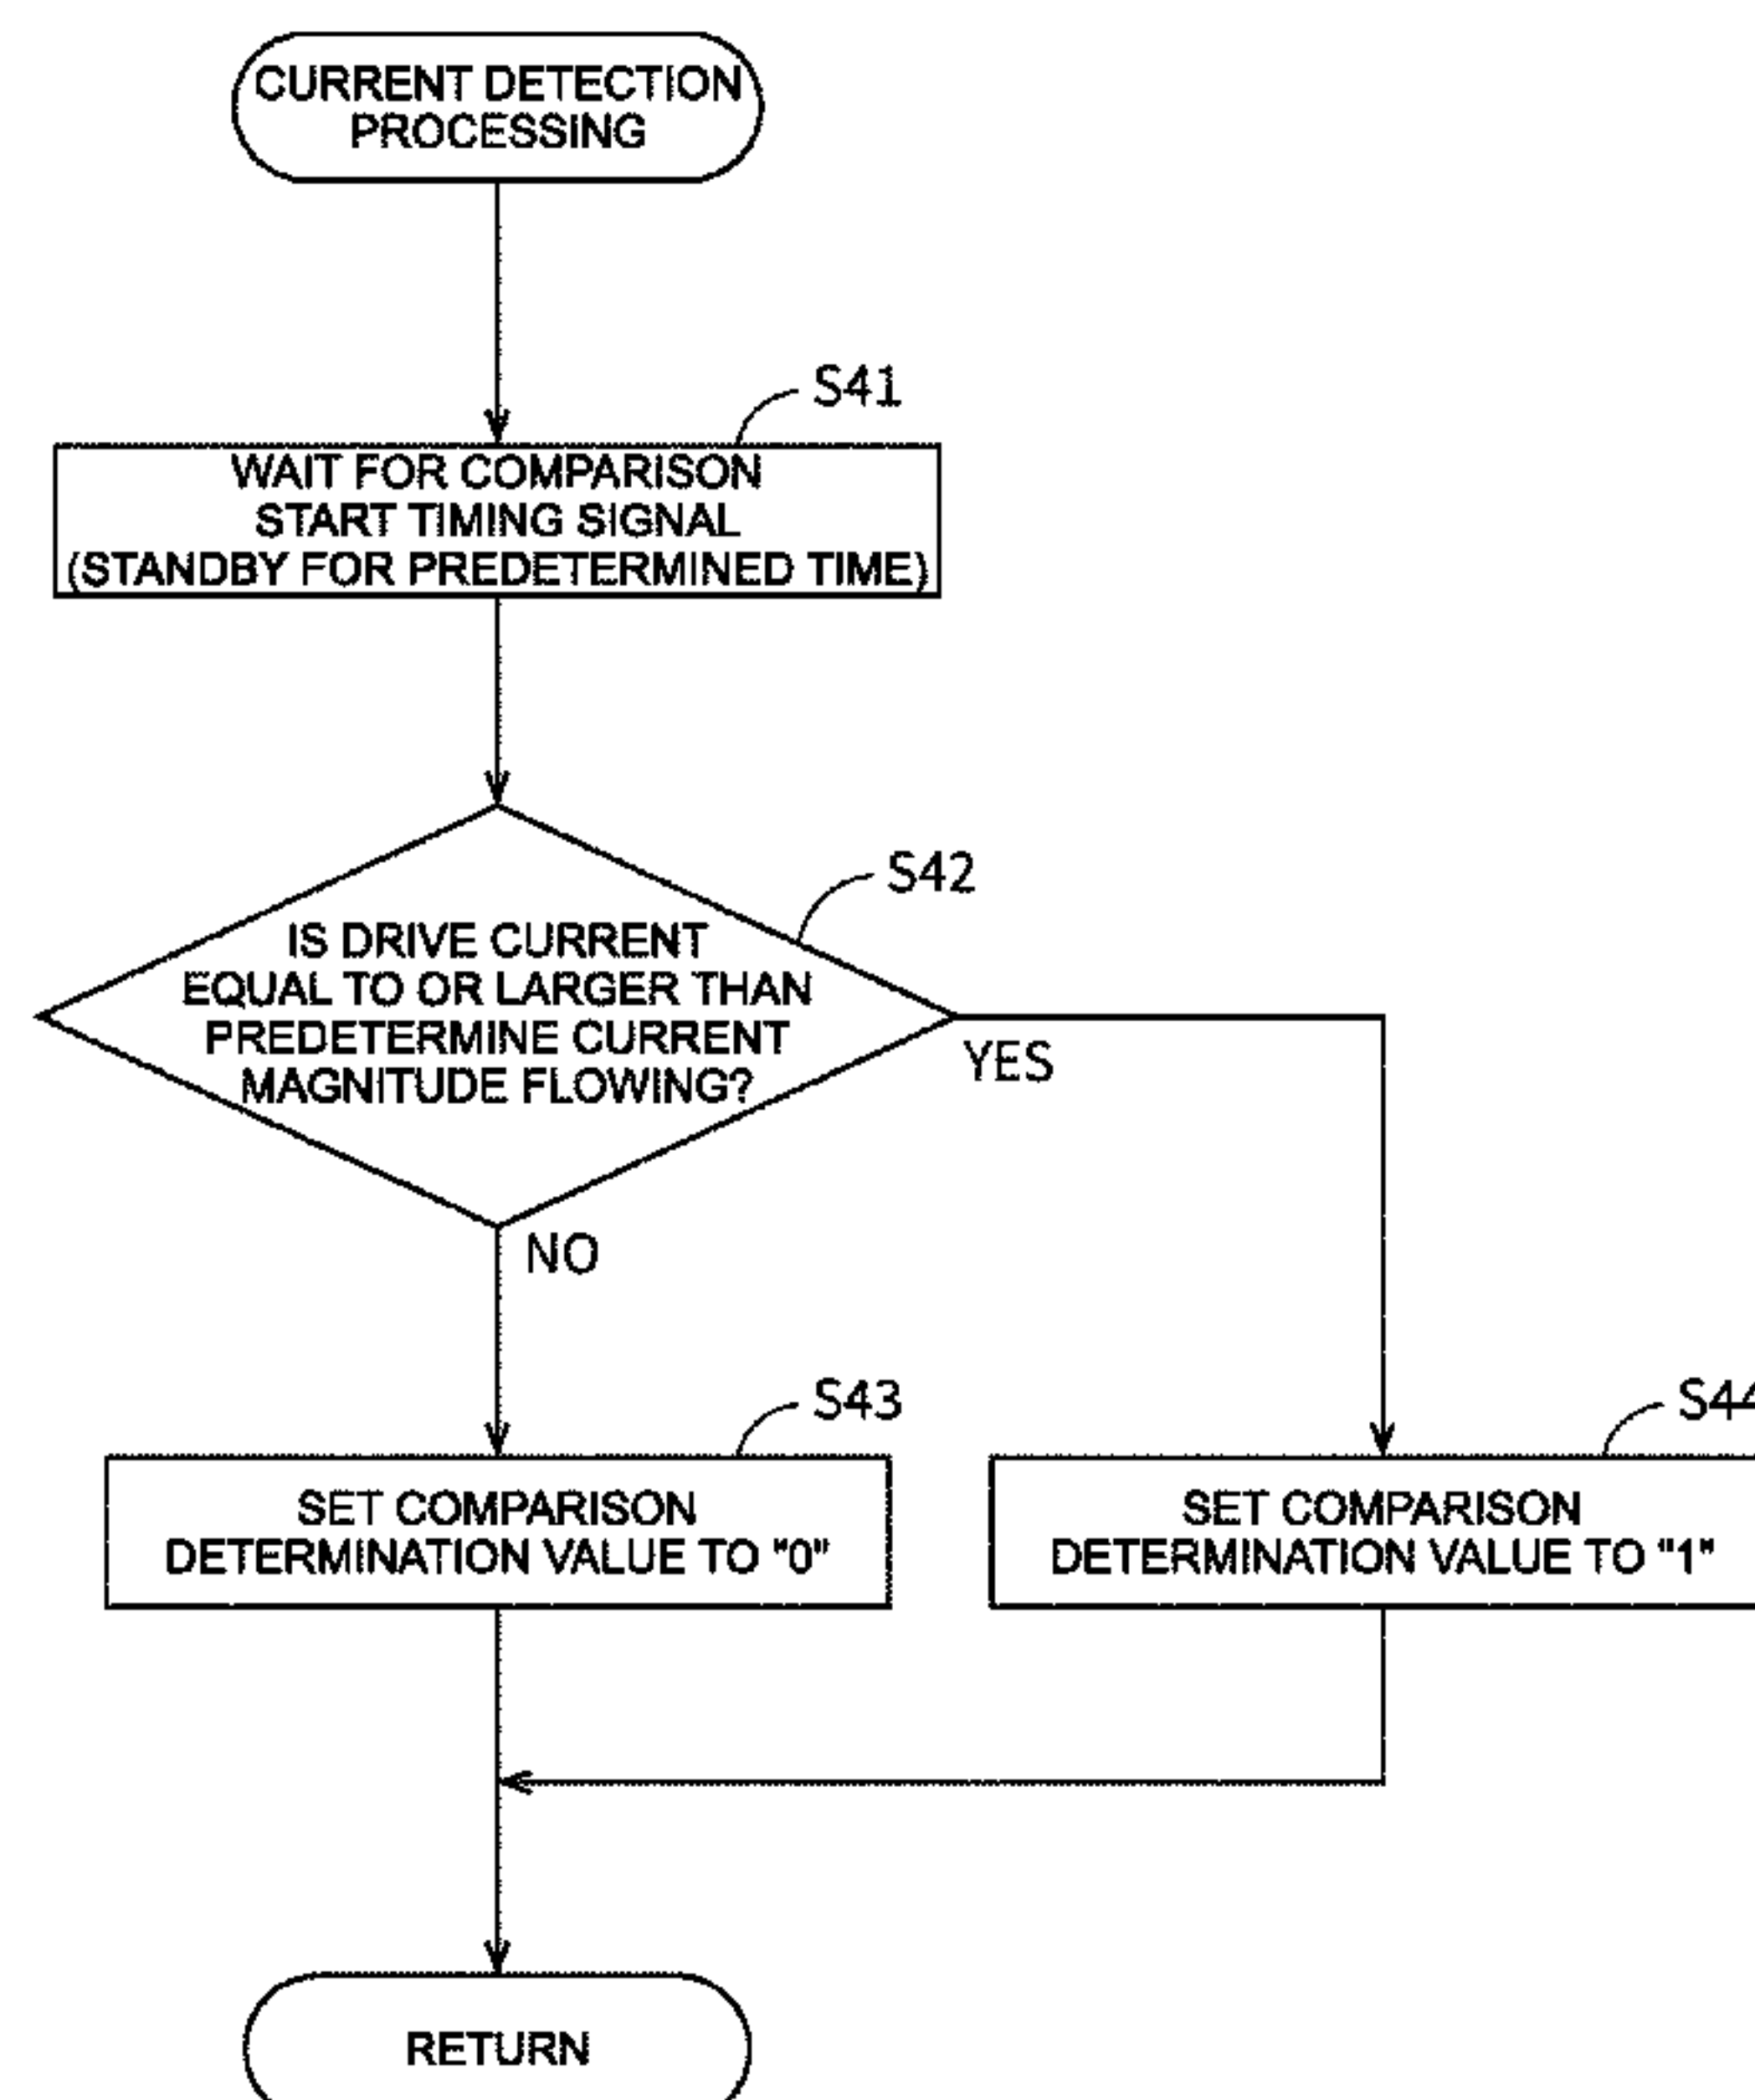 CURRENT DETECTION
PROCESSING
S41
WAIT FOR COMPARISON
START TIMING SIGNAL
(STANDBY FOR PREDETERMINED TIME)
S42
IS DRIVE CURRENT
EQUAL TO OR LARGER THAN
PREDETERMINE CURRENT
MAGNITUDE FLOWING?
YES
NO
S43
SET COMPARISON
DETERMINATION VALUE TO "0"
S44
SET COMPARISON
DETERMINATION VALUE TO "1"
RETURN